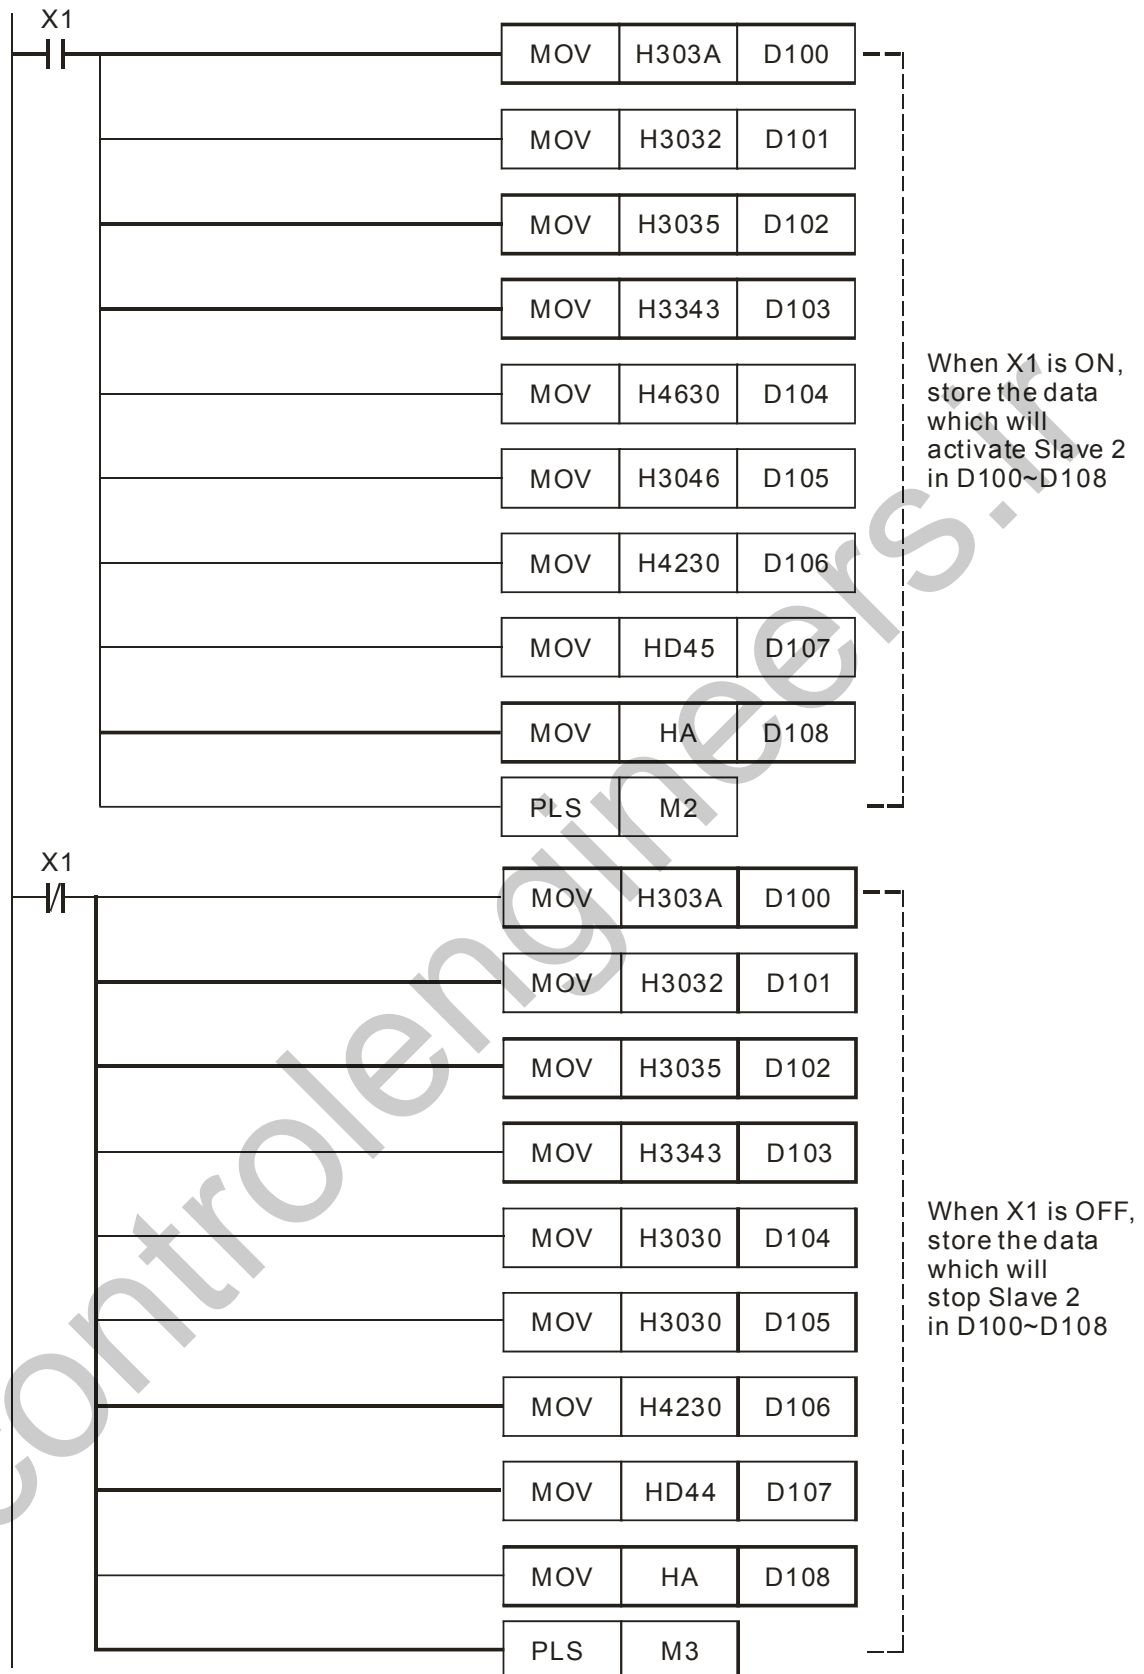 X1
MOV H303A D100
MOV H3032 D101
MOV H3035 D102
MOV H3343 D103
MOV H4630 D104
MOV H3046 D105
MOV H4230 D106
MOV HD45 D107
MOV HA D108
PLS M2
When X1 is ON,
store the data
which will
activate Slave 2
in D100~D108
X1
MOV H303A D100
MOV H3032 D101
MOV H3035 D102
MOV H3343 D103
MOV H3030 D104
MOV H3030 D105
MOV H4230 D106
MOV HD44 D107
MOV HA D108
PLS M3
When X1 is OFF,
store the data
which will
stop Slave 2
in D100~D108
controlengineers.ir